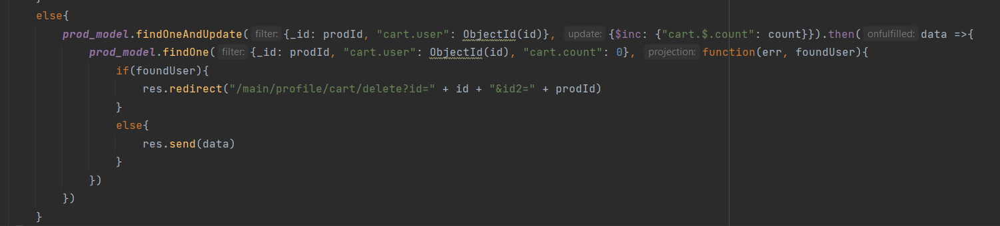 }
else{
prod_model.findOneAndUpdate( filter: {_id: prodId, "cart.user": ObjectId(id)}, update: {$inc: {"cart.$.count": count}}).then( onfulfilled: data =>{
prod_model.findOne( filter: {_id: prodId, "cart.user": ObjectId(id), "cart.count": 0}, projection: function(err, foundUser){
if(foundUser){
res.redirect("/main/profile/cart/delete?id=" + id + "&id2=" + prodId)
}
else{
res.send(data)
}
})
})
}